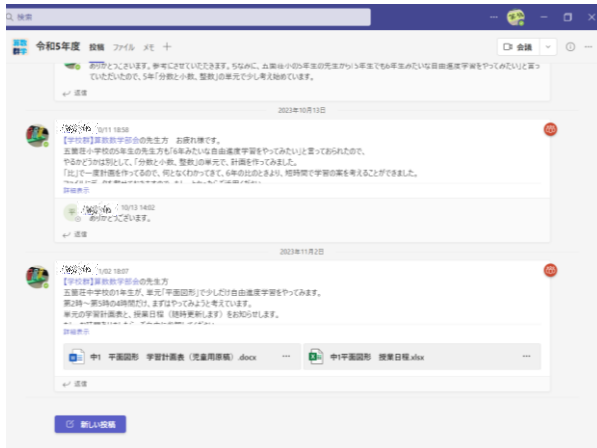 検索
算数
数学
令和5年度 投稿 ファイル メモ
会議
ありがとうございます。参考にさせていただきます。ちなみに、五箇荘小の5年生の先生から「5年生でも6年生みたいな自由進度学習をやってみたい」と言っ
ていただいたので、5年「分数と小数、整数」の単元で少し考え始めています。
返信
2023年10月13日
10/11 18:58
【学校群】算数数学部会の先生方 お疲れ様です。
五箇荘小学校の5年生の先生方も「6年みたいな自由進度学習をやってみたい」と言っておられたので、
やるかどうかは別として、「分数と小数、整数」の単元で、計画を作ってみました。
「比」で一度計画を作ってるので、何となくわかってきて、6年の比のときより、短時間で学習の案を考えることができました。
詳細表示
10/13 14:02
ありがとうございます。
返信
2023年11月2日
1/02 18:07
【学校群】算数数学部会の先生方
五箇荘中学校の1年生が、単元「平面図形」で少しだけ自由進度学習をやってみます。
第2時～第5時の4時間だけ、まずはやってみようと考えています。
単元の学習計画表と、授業日程（随時更新します）をお知らせします。
詳細表示
中1 平面図形 学習計画表（児童用原稿）.docx
中1平面図形 授業日程.xlsx
返信
新しい投稿